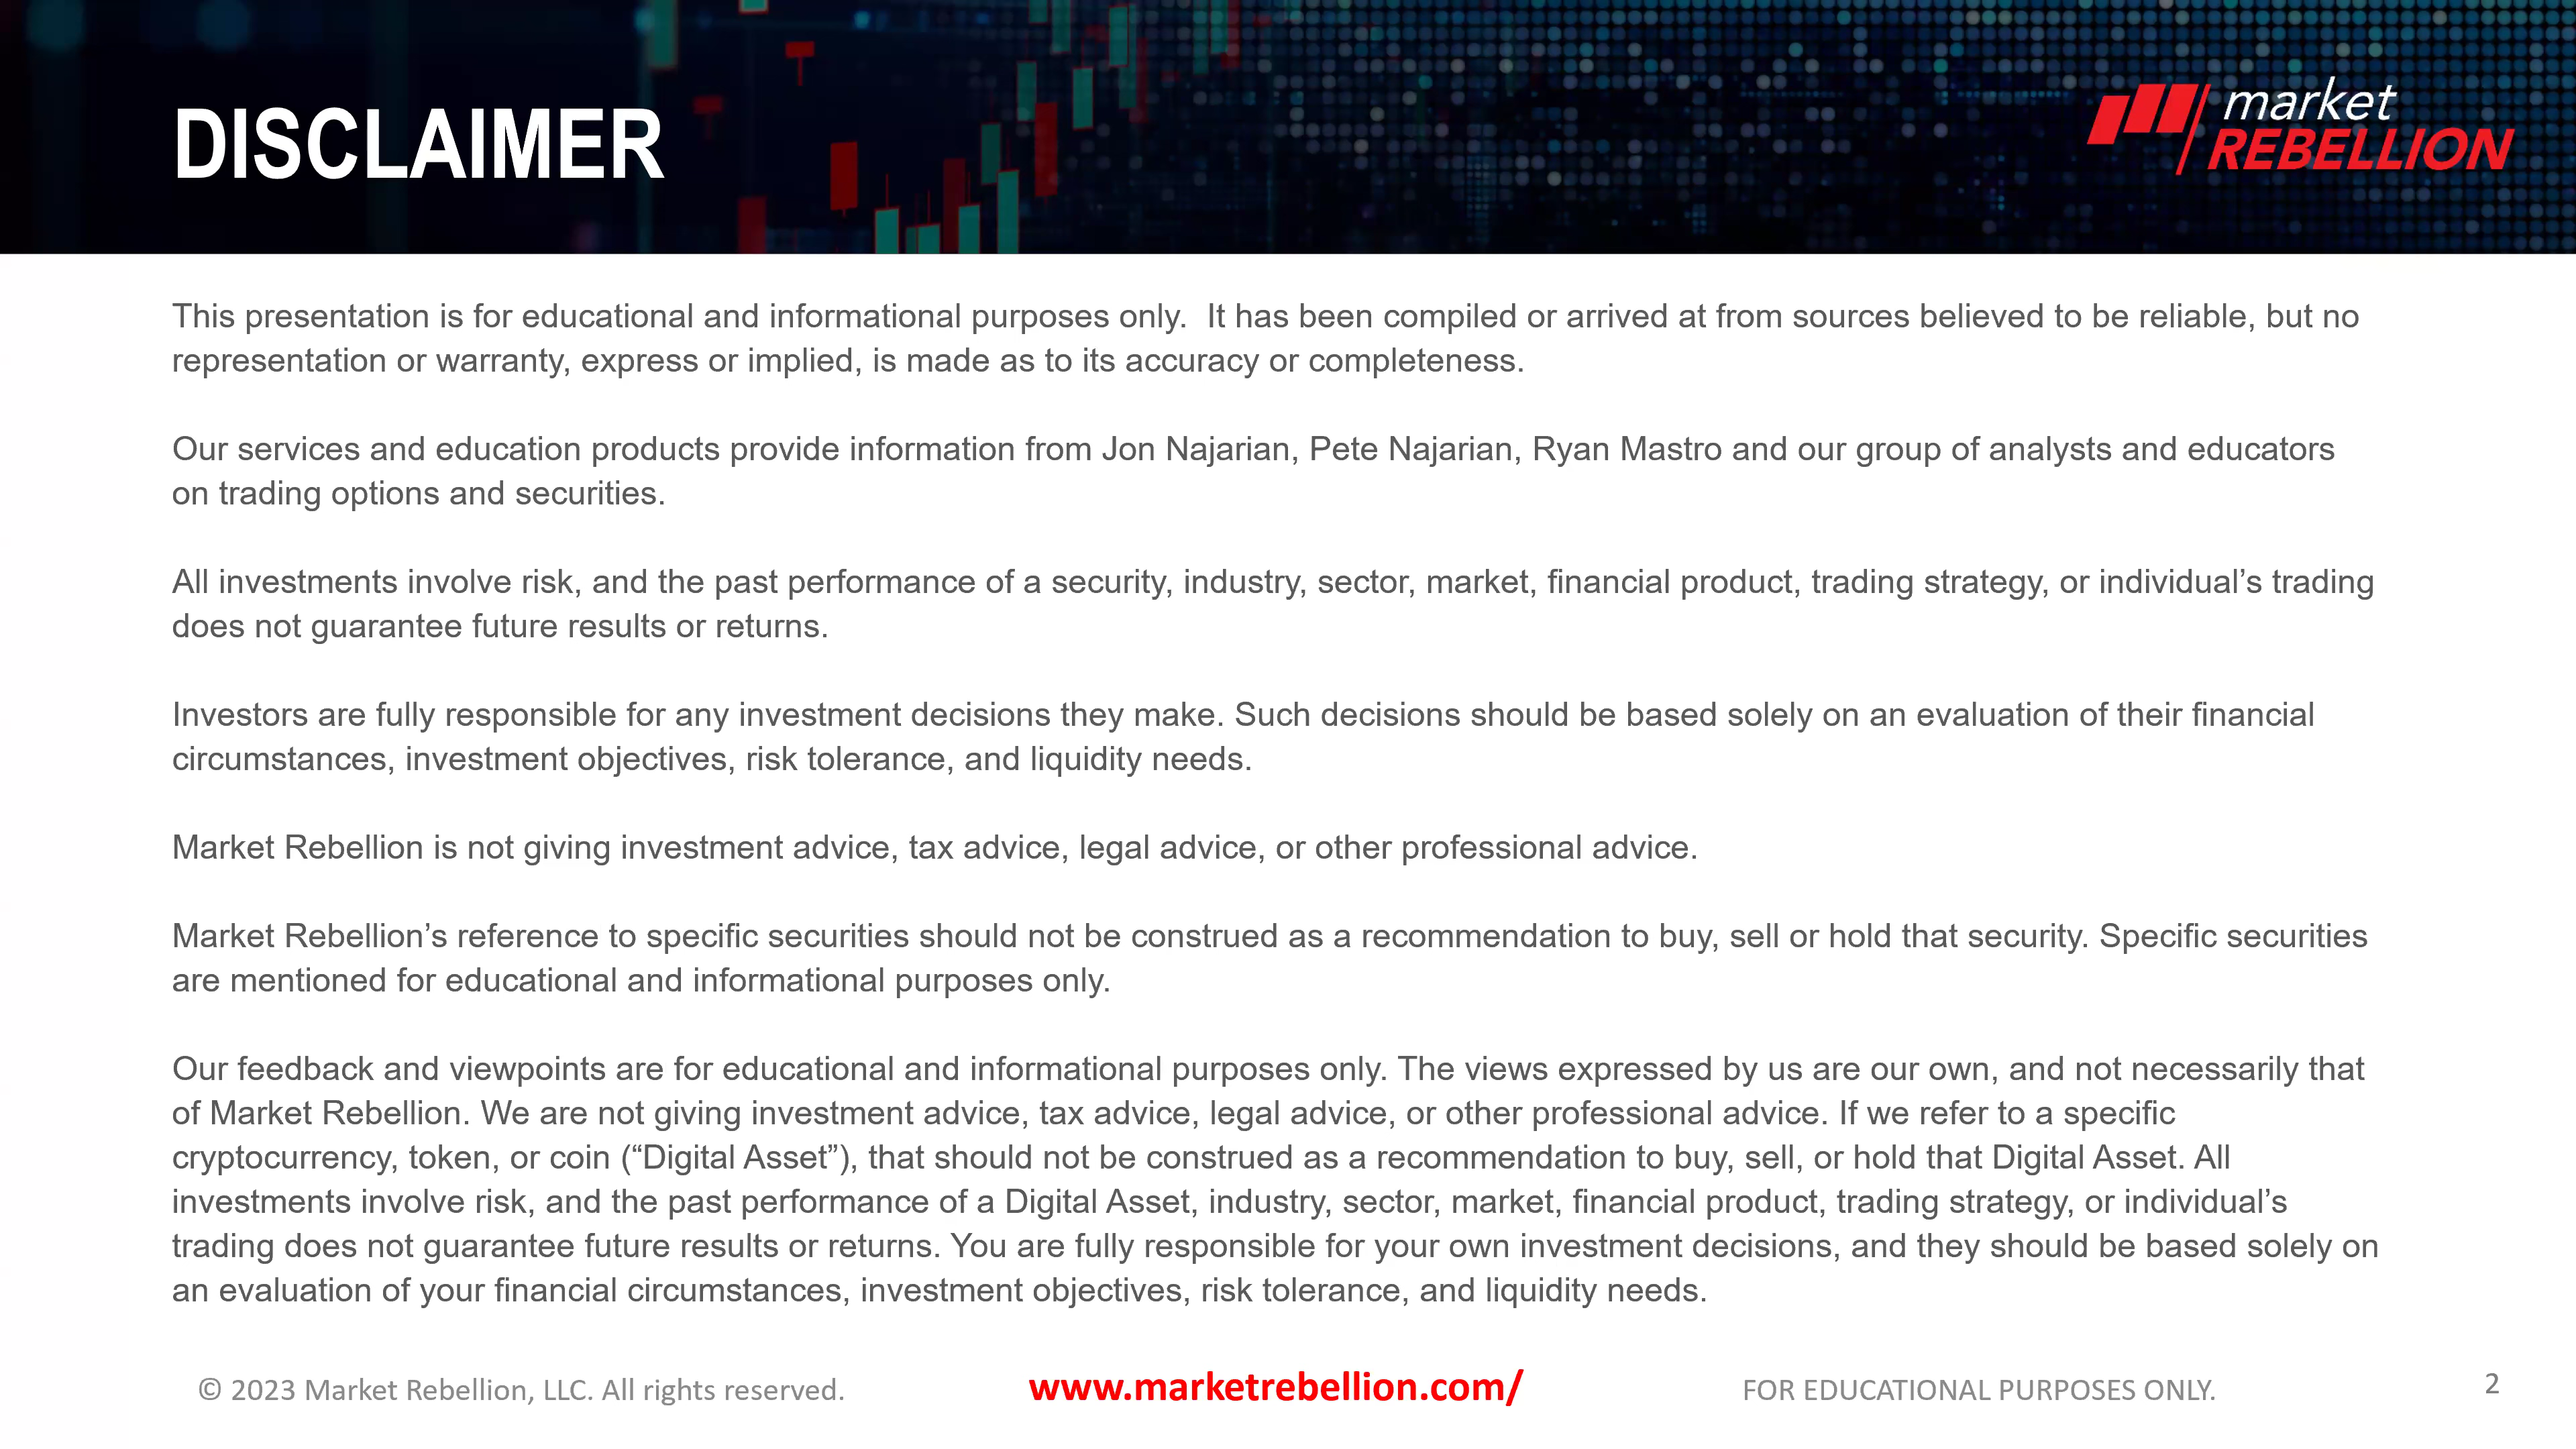 DISCLAIMER
market
REBELLION
This presentation is for educational and informational purposes only.  It has been compiled or arrived at from sources believed to be reliable, but no
representation or warranty, express or implied, is made as to its accuracy or completeness.
Our services and education products provide information from Jon Najarian, Pete Najarian, Ryan Mastro and our group of analysts and educators
on trading options and securities.
All investments involve risk, and the past performance of a security, industry, sector, market, financial product, trading strategy, or individual’s trading
does not guarantee future results or returns.
Investors are fully responsible for any investment decisions they make. Such decisions should be based solely on an evaluation of their financial
circumstances, investment objectives, risk tolerance, and liquidity needs.
Market Rebellion is not giving investment advice, tax advice, legal advice, or other professional advice.
Market Rebellion’s reference to specific securities should not be construed as a recommendation to buy, sell or hold that security. Specific securities
are mentioned for educational and informational purposes only.
Our feedback and viewpoints are for educational and informational purposes only. The views expressed by us are our own, and not necessarily that
of Market Rebellion. We are not giving investment advice, tax advice, legal advice, or other professional advice. If we refer to a specific
cryptocurrency, token, or coin (“Digital Asset”), that should not be construed as a recommendation to buy, sell, or hold that Digital Asset. All
investments involve risk, and the past performance of a Digital Asset, industry, sector, market, financial product, trading strategy, or individual’s
trading does not guarantee future results or returns. You are fully responsible for your own investment decisions, and they should be based solely on
an evaluation of your financial circumstances, investment objectives, risk tolerance, and liquidity needs.
© 2023 Market Rebellion, LLC. All rights reserved.
www.marketrebellion.com/
FOR EDUCATIONAL PURPOSES ONLY.
2